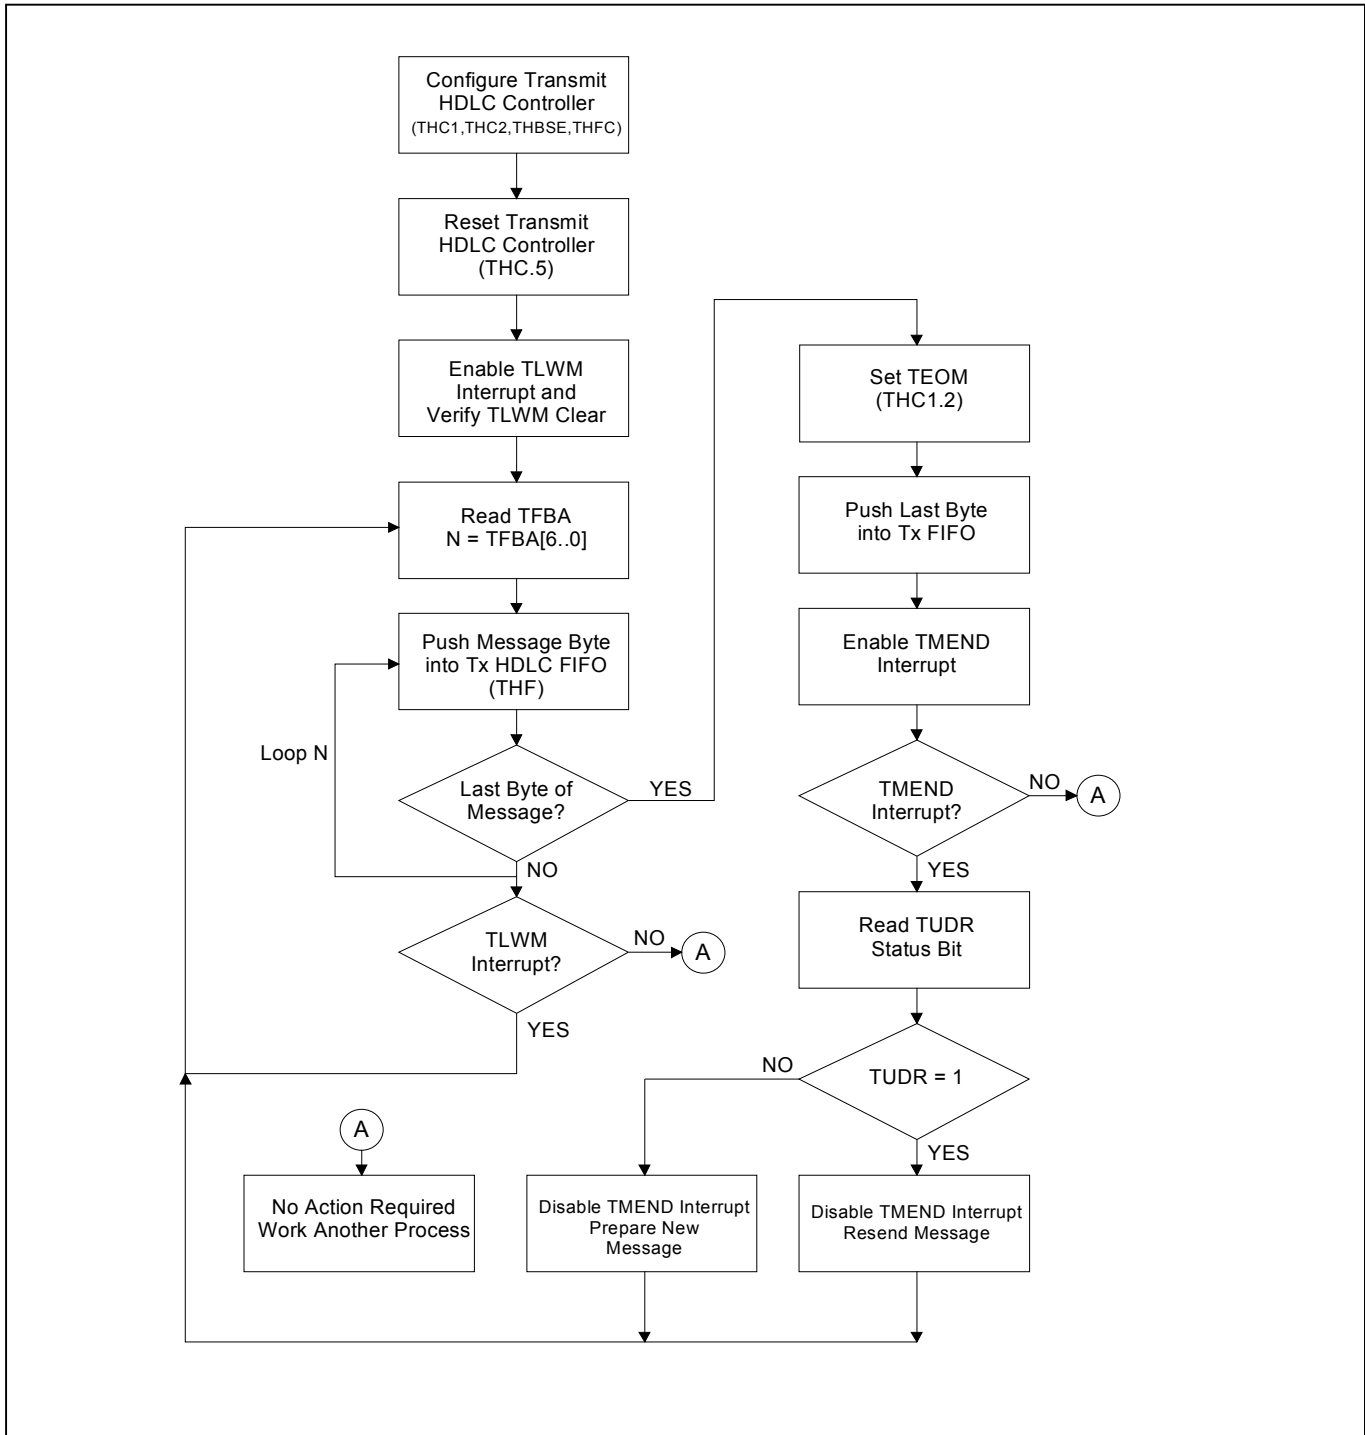 Configure Transmit
HDLC Controller
(THC1,THC2,THBSE,THFC)
Reset Transmit
HDLC Controller
(THC.5)
Enable TLWM
Interrupt and
Verify TLWM Clear
Read TFBA
N = TFBA[6..0]
Push Message Byte
into Tx HDLC FIFO
(THF)
Loop N
Last Byte of
Message?
YES
NO
TLWM
Interrupt?
NO
A
YES
A
No Action Required
Work Another Process
Set TEOM
(THC1.2)
Push Last Byte
into Tx FIFO
Enable TMEND
Interrupt
TMEND
Interrupt?
NO
A
YES
Read TUDR
Status Bit
TUDR = 1
NO
YES
Disable TMEND Interrupt
Prepare New
Message
Disable TMEND Interrupt
Resend Message